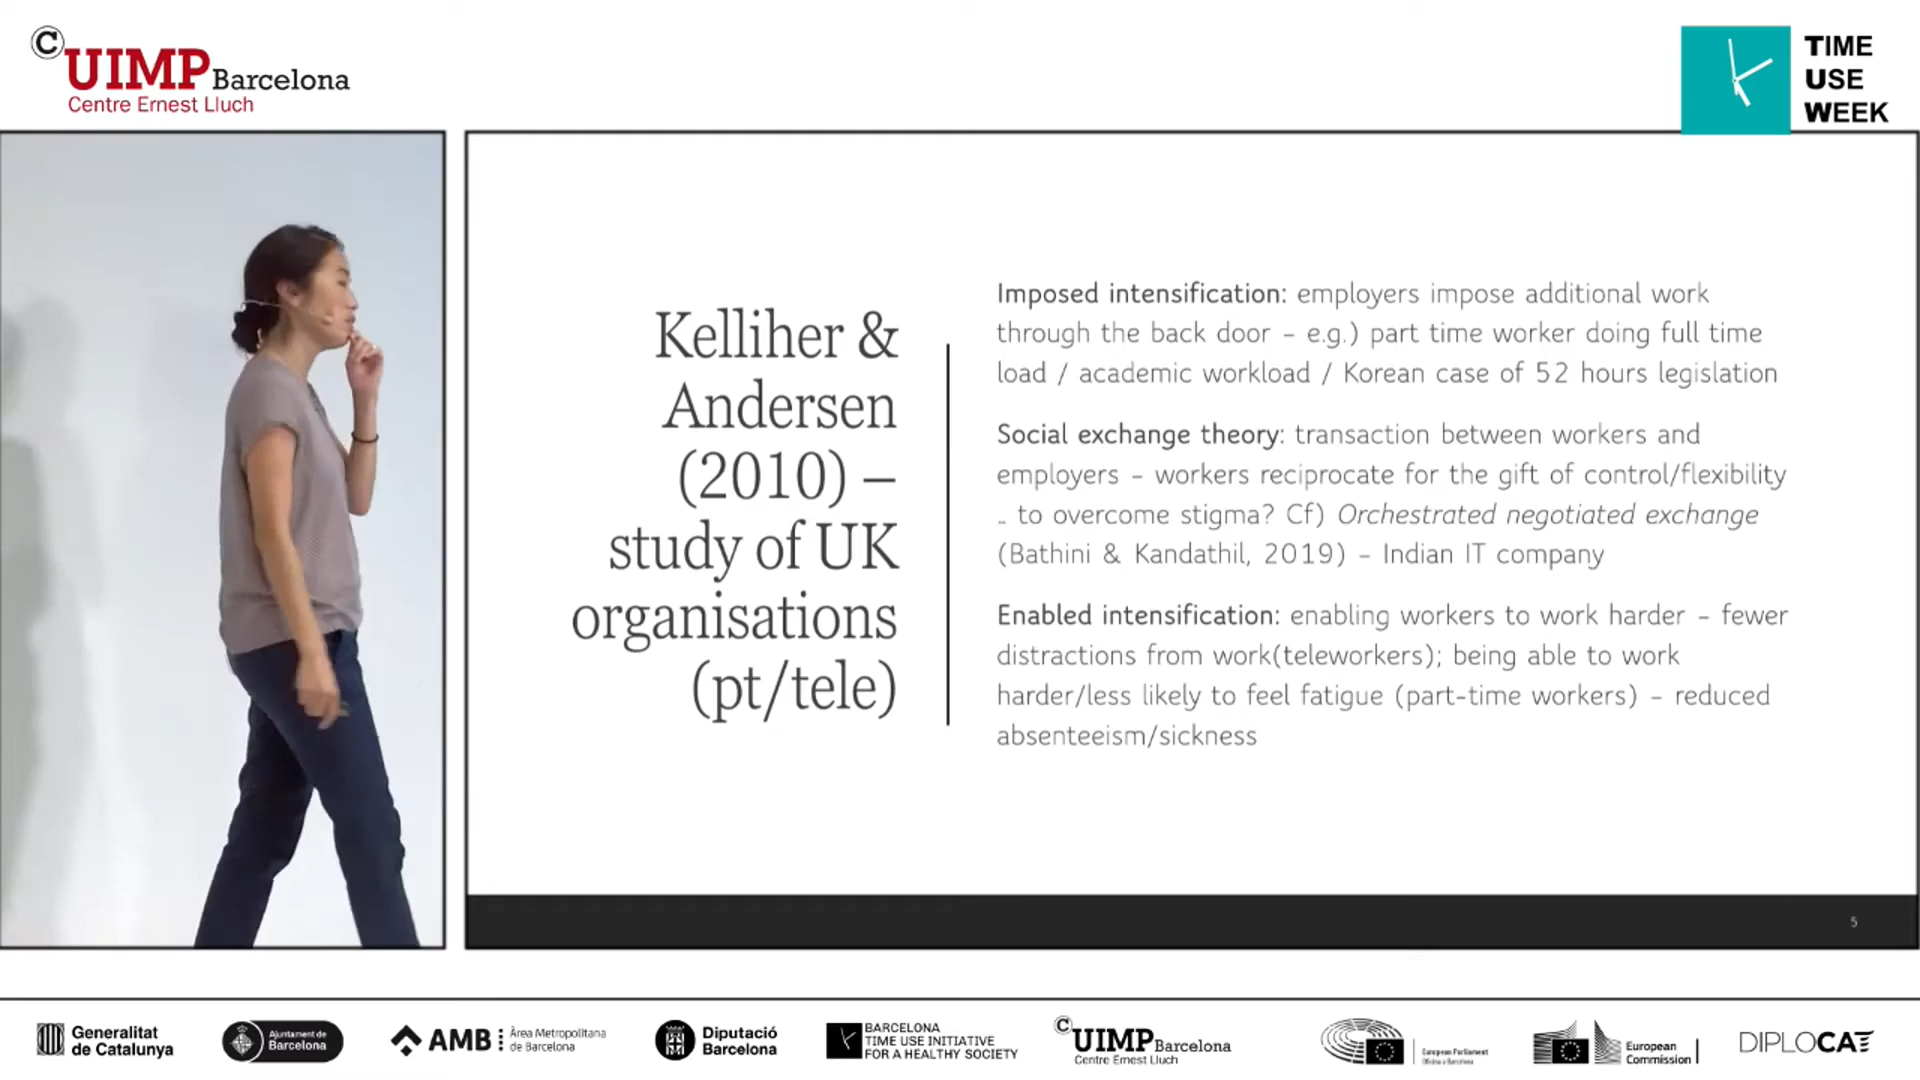 C
UIMP Barcelona
Centre Ernest Lluch
TIME
USE
WEEK
Kelliher &
Andersen
(2010) –
study of UK
organisations
(pt/tele)
Imposed intensification: employers impose additional work
through the back door – e.g.) part time worker doing full time
load / academic workload / Korean case of 52 hours legislation
Social exchange theory: transaction between workers and
employers – workers reciprocate for the gift of control/flexibility
.. to overcome stigma? Cf) Orchestrated negotiated exchange
(Bathini & Kandathil, 2019) – Indian IT company
Enabled intensification: enabling workers to work harder – fewer
distractions from work(teleworkers); being able to work
harder/less likely to feel fatigue (part-time workers) – reduced
absenteeism/sickness
5
Generalitat
de Catalunya
Ajuntament de
Barcelona
AMB Àrea Metropolitana
de Barcelona
Diputació
Barcelona
BARCELONA
TIME USE INITIATIVE
FOR A HEALTHY SOCIETY
C
UIMP Barcelona
Centre Ernest Lluch
European Parliament
Oficina a Barcelona
European
Commission
DIPLOCAT